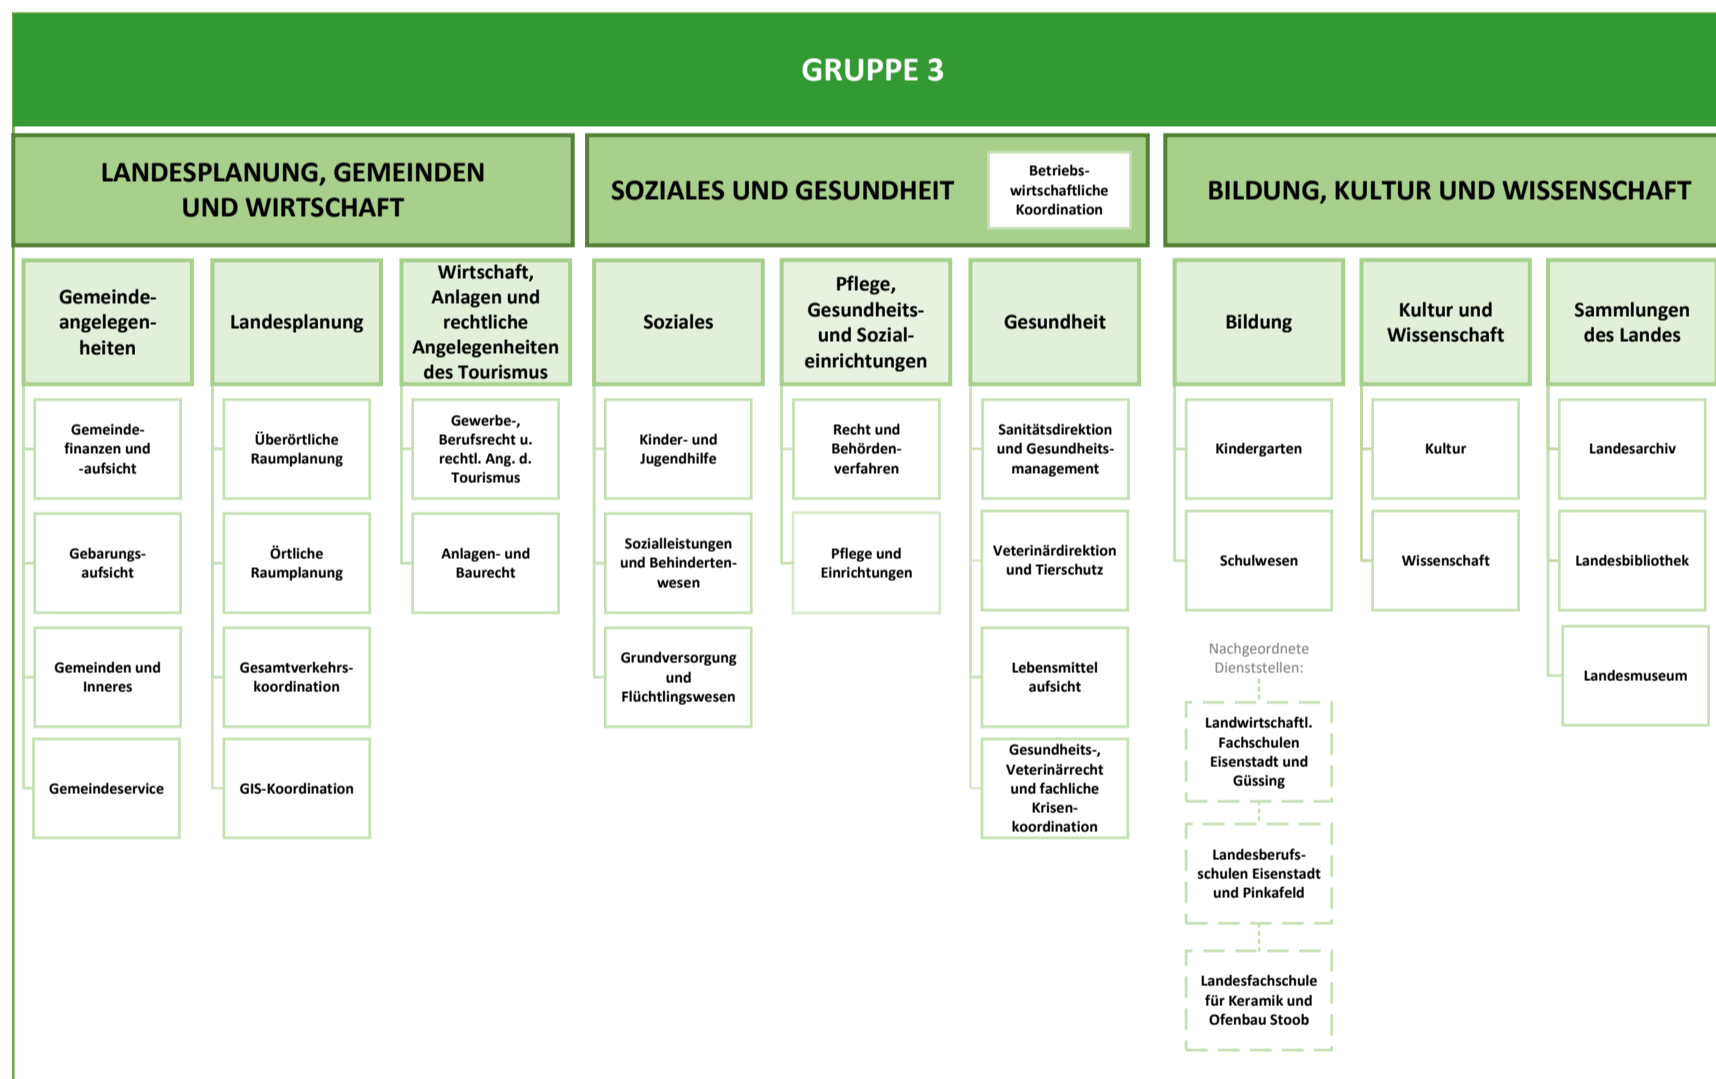 GRUPPE 3
LANDESPLANUNG, GEMEINDEN
UND WIRTSCHAFT
SOZIALES UND GESUNDHEIT
Betriebs-
wirtschaftliche
Koordination
BILDUNG, KULTUR UND WISSENSCHAFT
Gemeinde-
angelegen-
heiten
Landesplanung
Wirtschaft,
Anlagen und
rechtliche
Angelegenheiten
des Tourismus
Soziales
Pflege,
Gesundheits-
und Sozial-
einrichtungen
Gesundheit
Bildung
Kultur und
Wissenschaft
Sammlungen
des Landes
Gemeinde-
finanzen und
-aufsicht
Gebarungs-
aufsicht
Gemeinden und
Inneres
Gemeindeservice
Überörtliche
Raumplanung
Örtliche
Raumplanung
Gesamtverkehrs-
koordination
GIS-Koordination
Gewerbe-,
Berufsrecht u.
rechtl. Ang. d.
Tourismus
Anlagen- und
Baurecht
Kinder- und
Jugendhilfe
Sozialleistungen
und Behinderten-
wesen
Grundversorgung
und
Flüchtlingswesen
Recht und
Behörden-
verfahren
Pflege und
Einrichtungen
Sanitätsdirektion
und Gesundheits-
management
Veterinärdirektion
und Tierschutz
Lebensmittel
aufsicht
Gesundheits-,
Veterinärrecht
und fachliche
Krisen-
koordination
Kindergarten
Schulwesen
Nachgeordnete
Dienststellen:
Landwirtschaftl.
Fachschulen
Eisenstadt und
Güssing
Landesberufs-
schulen Eisenstadt
und Pinkafeld
Landesfachschule
für Keramik und
Ofenbau Stoob
Kultur
Wissenschaft
Landesarchiv
Landesbibliothek
Landesmuseum